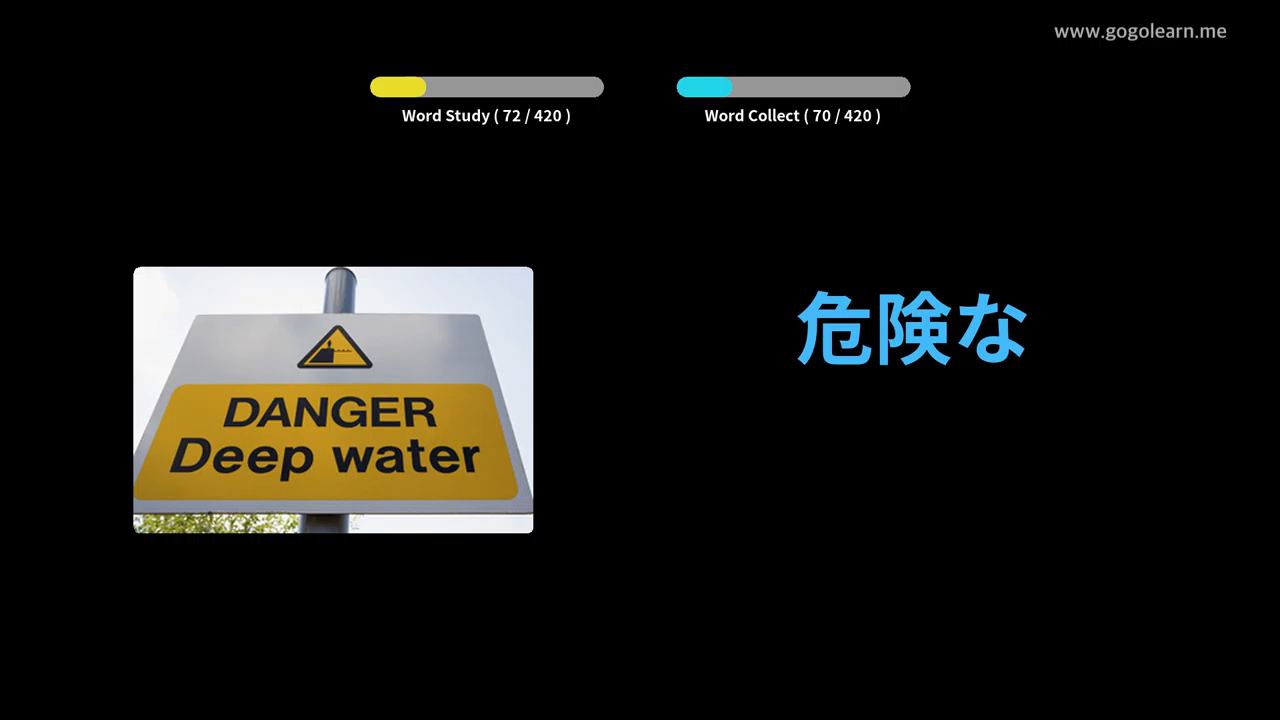 www.gogolearn.me
Word Study ( 72 / 420 )
Word Collect ( 70 / 420 )
DANGER
Deep water
危険な